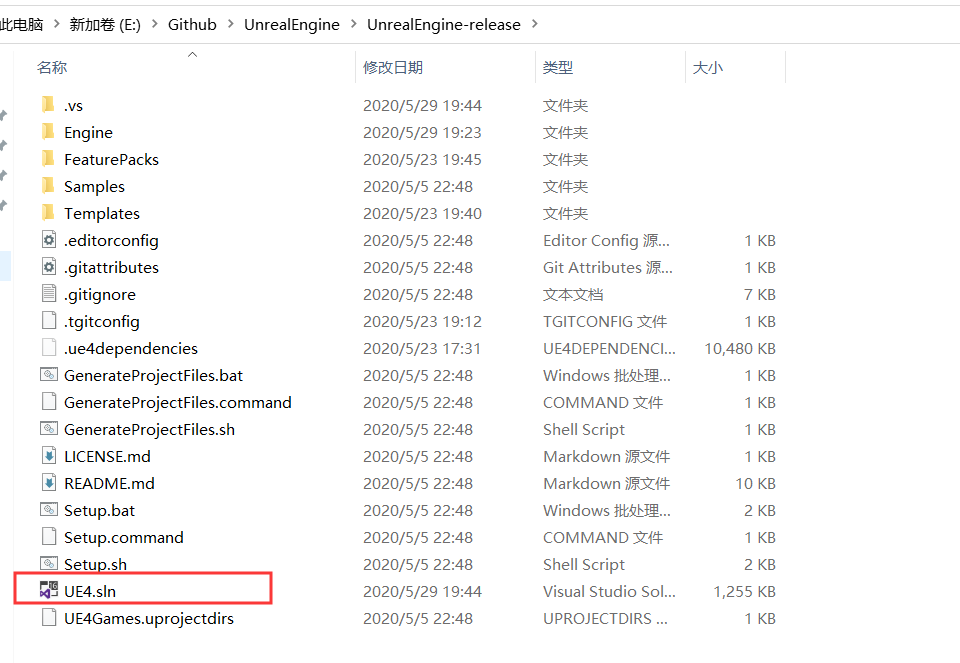 此电脑 > 新加卷 (E:) > Github > UnrealEngine > UnrealEngine-release >
名称 修改日期 类型 大小
.vs 2020/5/29 19:44 文件夹
Engine 2020/5/29 19:23 文件夹
FeaturePacks 2020/5/23 19:45 文件夹
Samples 2020/5/5 22:48 文件夹
Templates 2020/5/23 19:40 文件夹
.editorconfig 2020/5/5 22:48 Editor Config 源... 1 KB
.gitattributes 2020/5/5 22:48 Git Attributes 源... 1 KB
.gitignore 2020/5/5 22:48 文本文档 7 KB
.tgitconfig 2020/5/23 19:12 TGITCONFIG 文件 1 KB
.ue4dependencies 2020/5/23 17:31 UE4DEPENDENCI... 10,480 KB
GenerateProjectFiles.bat 2020/5/5 22:48 Windows 批处理... 1 KB
GenerateProjectFiles.command 2020/5/5 22:48 COMMAND 文件 1 KB
GenerateProjectFiles.sh 2020/5/5 22:48 Shell Script 1 KB
LICENSE.md 2020/5/5 22:48 Markdown 源文件 1 KB
README.md 2020/5/5 22:48 Markdown 源文件 10 KB
Setup.bat 2020/5/5 22:48 Windows 批处理... 2 KB
Setup.command 2020/5/5 22:48 COMMAND 文件 1 KB
Setup.sh 2020/5/5 22:48 Shell Script 2 KB
UE4.sln 2020/5/29 19:44 Visual Studio Sol... 1,255 KB
UE4Games.uprojectdirs 2020/5/5 22:48 UPROJECTDIRS ... 1 KB